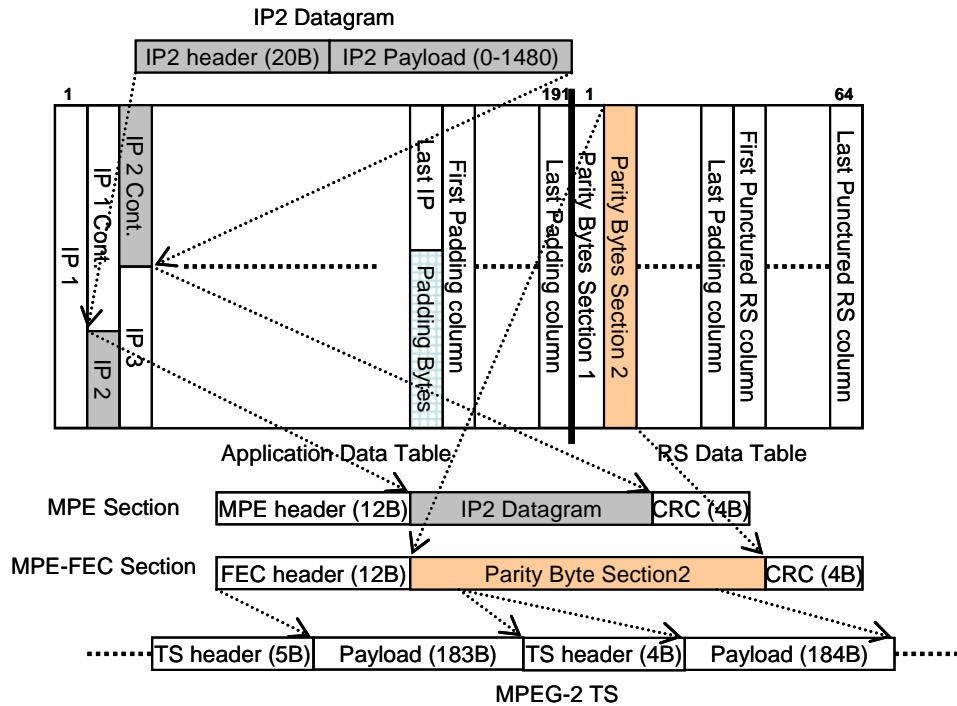 IP2 Datagram
IP2 header (20B) IP2 Payload (0-1480)
1 191 1 64
IP 1
IP 1 Cont.
IP 2
IP 2 Cont.
IP 3
Last IP
Padding Bytes
First Padding column
Last Padding column
Parity Bytes Setction 1
Parity Bytes Section 2
Last Padding column
First Punctured RS column
Last Punctured RS column
Application Data Table RS Data Table
MPE Section MPE header (12B) IP2 Datagram CRC (4B)
MPE-FEC Section FEC header (12B) Parity Byte Section2 CRC (4B)
TS header (5B) Payload (183B) TS header (4B) Payload (184B)
MPEG-2 TS